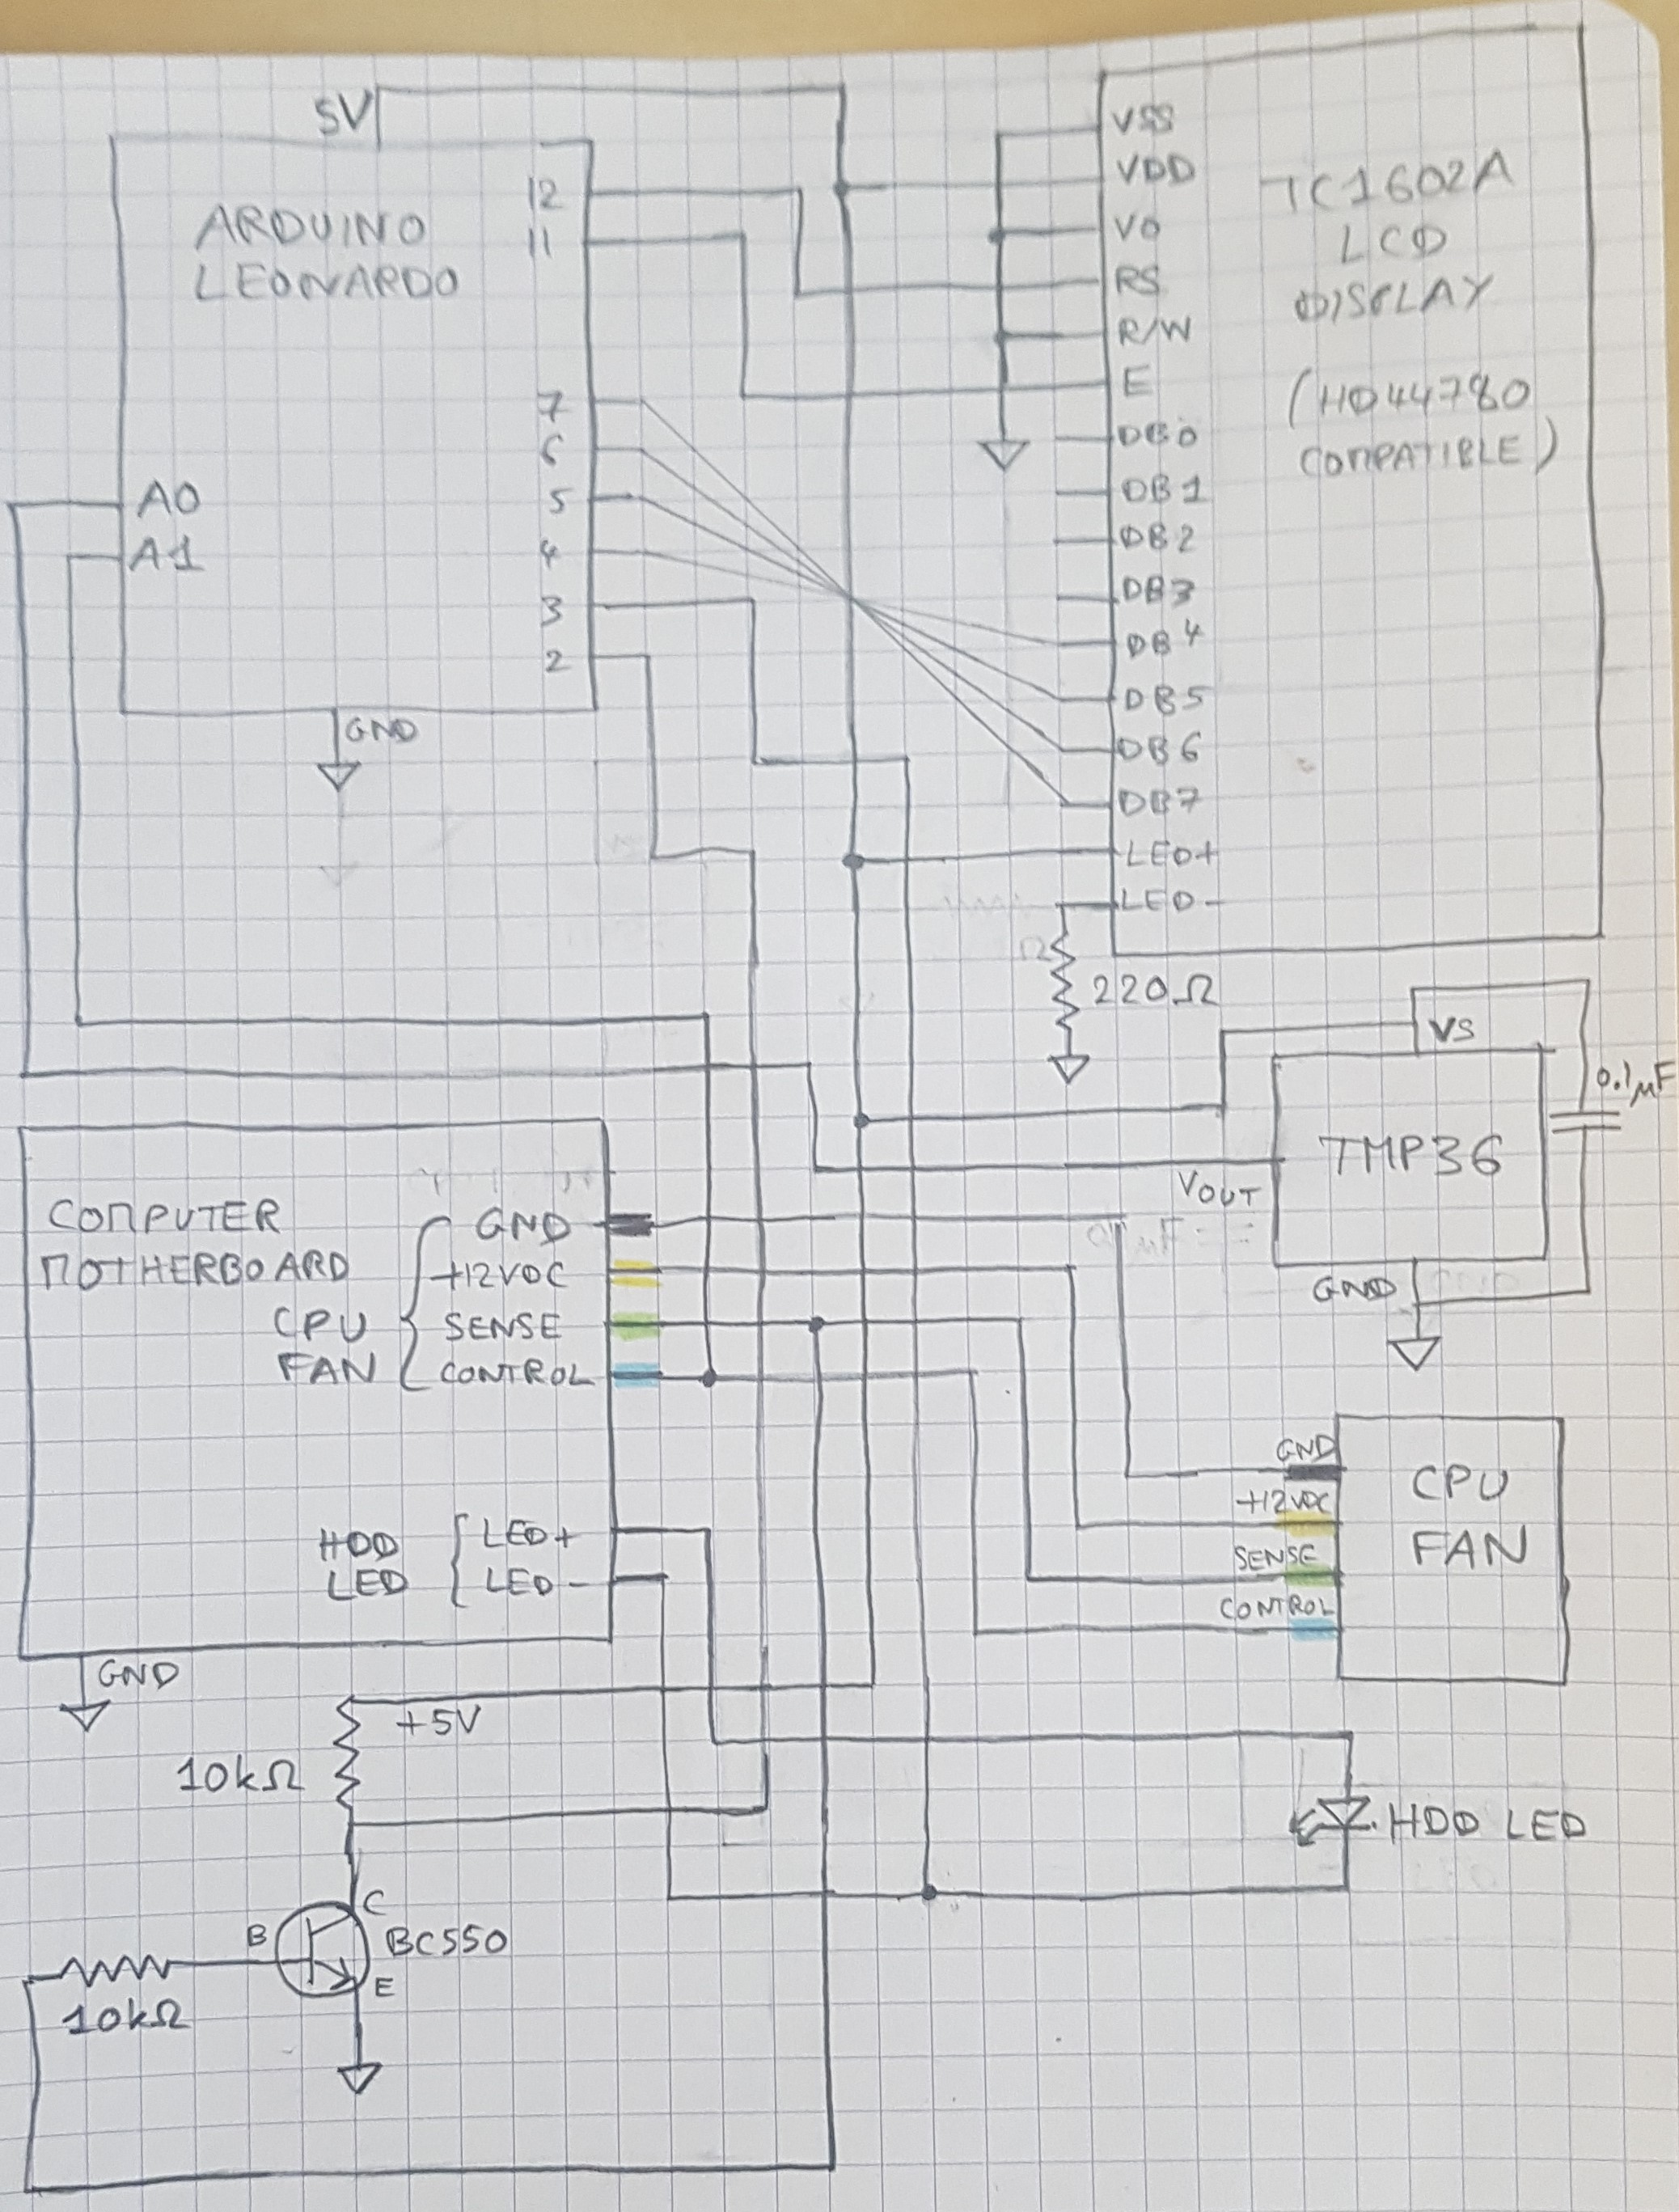 5V
ARDUINO
LEONARDO
12
11
7
6
5
4
3
2
A0
A1
GND
VSS
VDD
VO
RS
R/W
E
DB0
DB1
DB2
DB3
DB4
DB5
DB6
DB7
LED+
LED-
TC1602A
LCD
DISPLAY
(HD44780
COMPATIBLE)
220Ω
VS
0.1µF
TMP36
VOUT
GND
COMPUTER
MOTHERBOARD
CPU
FAN
GND
+12VDC
SENSE
CONTROL
HDD
LED
LED+
LED-
GND
GND
+12VDC
SENSE
CONTROL
CPU
FAN
+5V
10kΩ
HDD LED
C
B
BC550
E
10kΩ